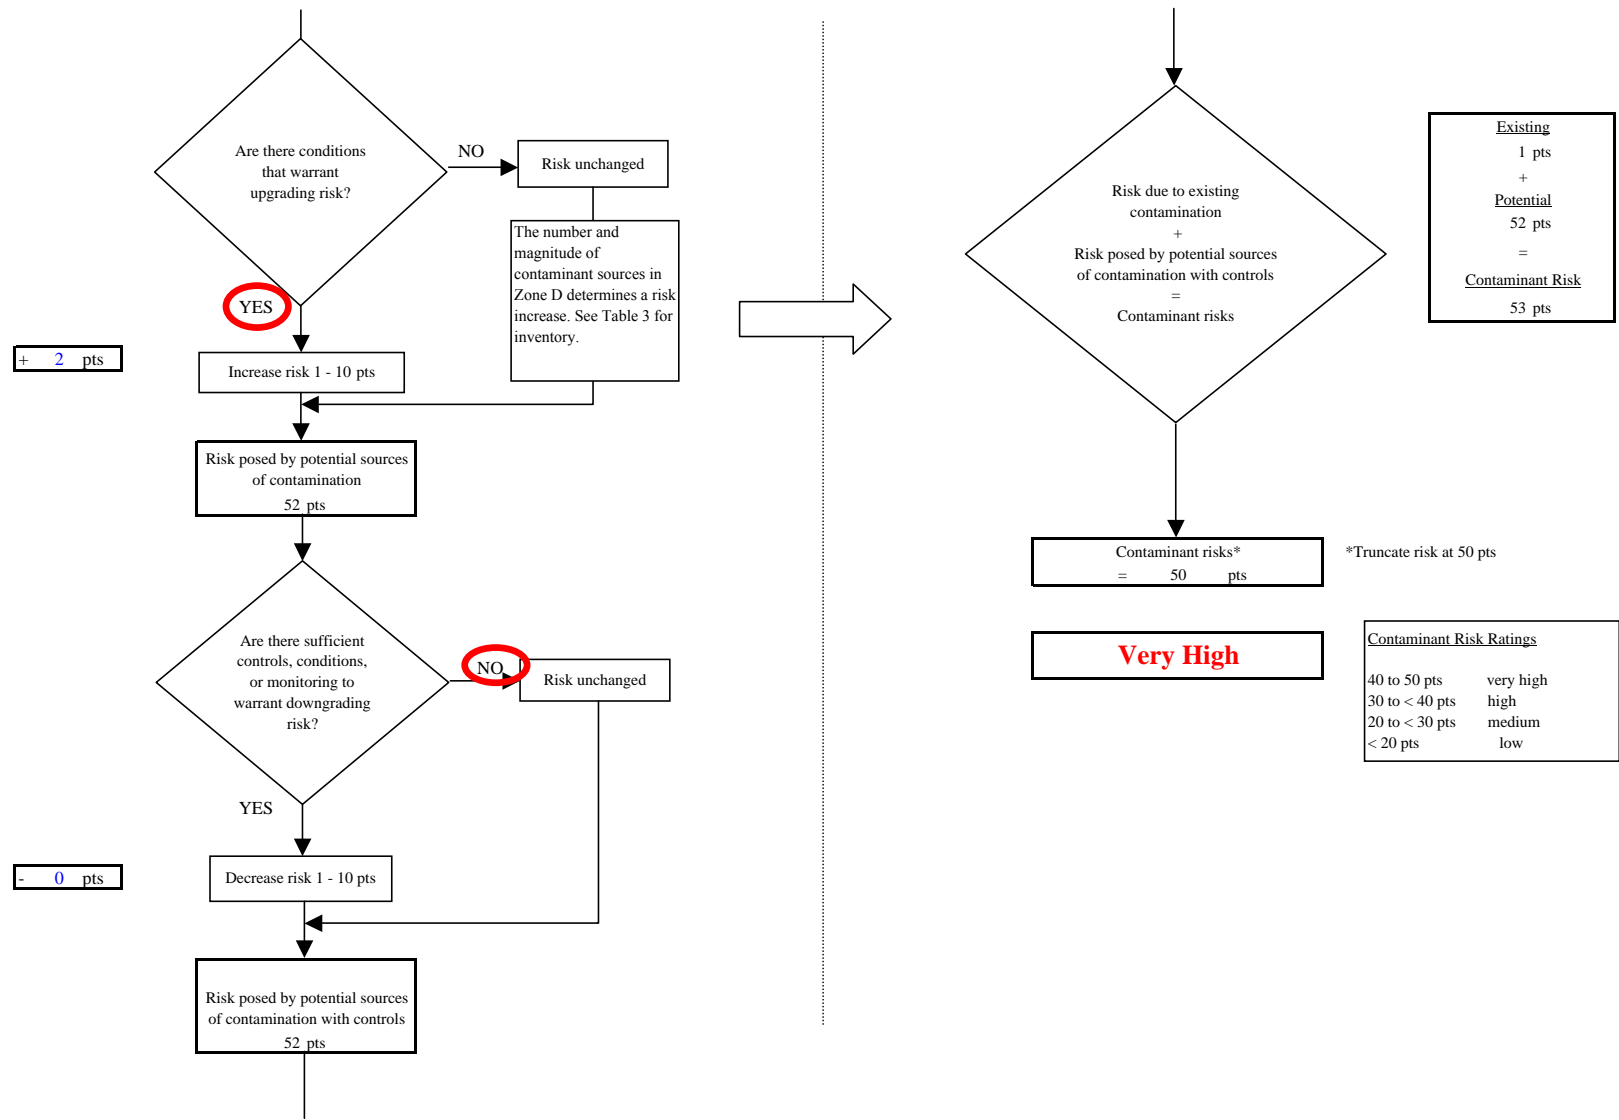 Are there conditions
that warrant
upgrading risk?
NO
Risk unchanged
The number and
magnitude of
contaminant sources in
Zone D determines a risk
increase. See Table 3 for
inventory.
YES
+ 2 pts
Increase risk 1 - 10 pts
Risk posed by potential sources
of contamination
52 pts
Are there sufficient
controls, conditions,
or monitoring to
warrant downgrading
risk?
NO
Risk unchanged
YES
- 0 pts
Decrease risk 1 - 10 pts
Risk posed by potential sources
of contamination with controls
52 pts
Risk due to existing
contamination
+
Risk posed by potential sources
of contamination with controls
=
Contaminant risks
Existing
1 pts
+
Potential
52 pts
=
Contaminant Risk
53 pts
Contaminant risks*
= 50 pts
*Truncate risk at 50 pts
Very High
Contaminant Risk Ratings
40 to 50 pts very high
30 to < 40 pts high
20 to < 30 pts medium
< 20 pts low